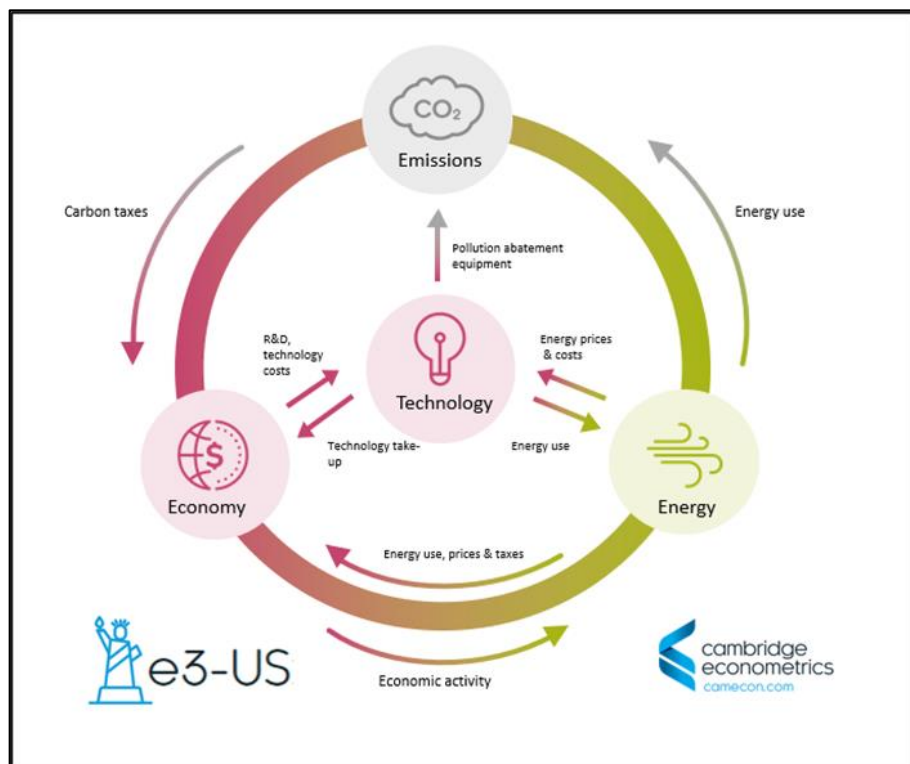 CO₂
Emissions
Carbon taxes
Energy use
Pollution abatement
equipment
R&D,
technology
costs
Energy prices
& costs
Technology
Technology take-
up
Energy use
$
Economy
Energy
Energy use, prices & taxes
Economic activity
e3-US
cambridge
econometrics
camecon.com